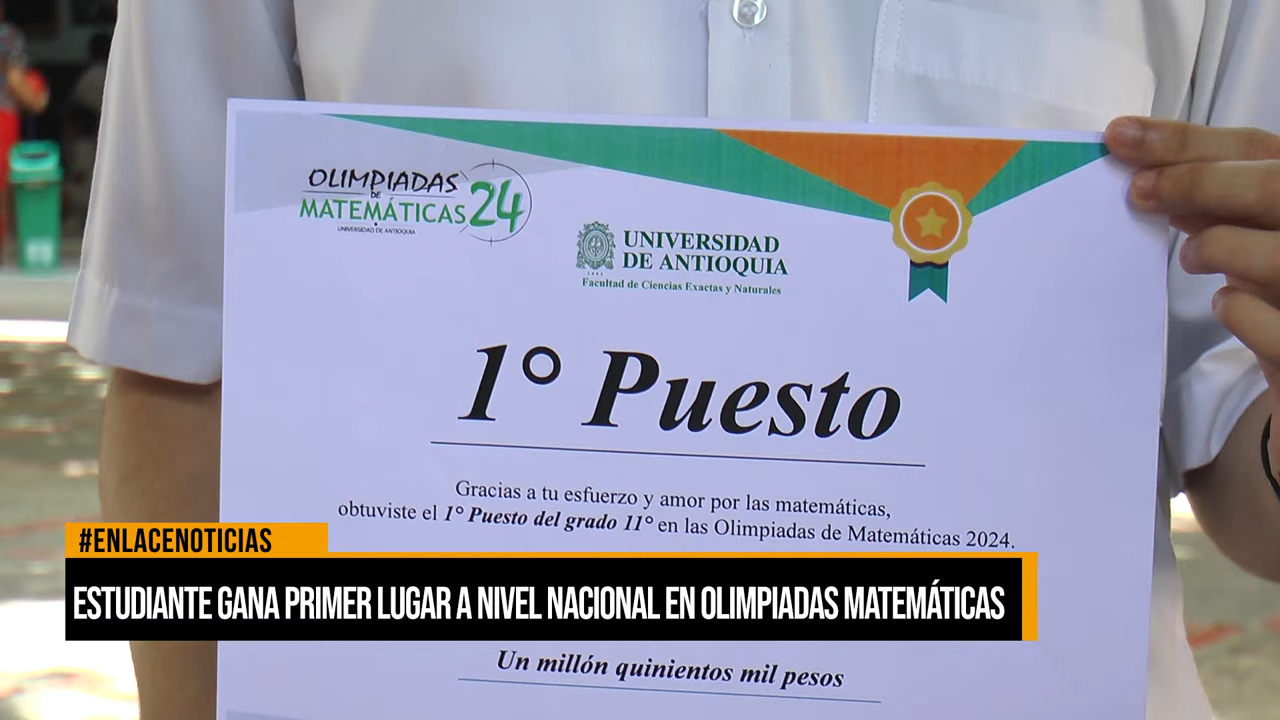 OLIMPIADAS
DE
MATEMÁTICAS 24
UNIVERSIDAD DE ANTIOQUIA
UNIVERSIDAD
DE ANTIOQUIA
Facultad de Ciencias Exactas y Naturales
1° Puesto
Gracias a tu esfuerzo y amor por las matemáticas,
obtuviste el 1° Puesto del grado 11° en las Olimpiadas de Matemáticas 2024.
#ENLACENOTICIAS
ESTUDIANTE GANA PRIMER LUGAR A NIVEL NACIONAL EN OLIMPIADAS MATEMÁTICAS
Un millón quinientos mil pesos